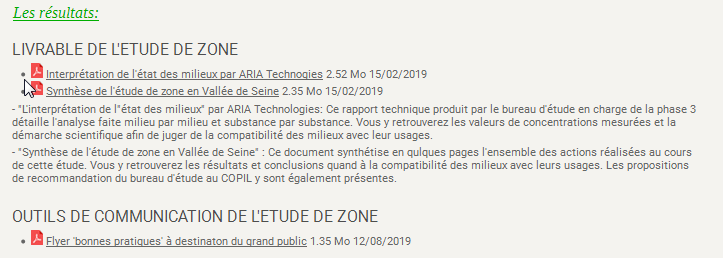 Les résultats:
LIVRABLE DE L'ETUDE DE ZONE
Interprétation de l'état des milieux par ARIA Technogies 2.52 Mo 15/02/2019
Synthèse de l'étude de zone en Vallée de Seine 2.35 Mo 15/02/2019
- "L'interprétation de l"état des milieux" par ARIA Technologies: Ce rapport technique produit par le bureau d'étude en charge de la phase 3
détaille l'analyse faite milieu par milieu et substance par substance. Vous y retrouverez les valeurs de concentrations mesurées et la
démarche scientifique afin de juger de la compatibilité des milieux avec leur usages.
- "Synthèse de l'étude de zone en Vallée de Seine" : Ce document synthétise en qulques pages l'ensemble des actions réalisées au cours
de cette étude. Vous y retrouverez les résultats et conclusions quand à la compatibilité des milieux avec leurs usages. Les propositions
de recommandation du bureau d'étude au COPIL y sont également présentes.
OUTILS DE COMMUNICATION DE L'ETUDE DE ZONE
Flyer 'bonnes pratiques' à destinaton du grand public 1.35 Mo 12/08/2019